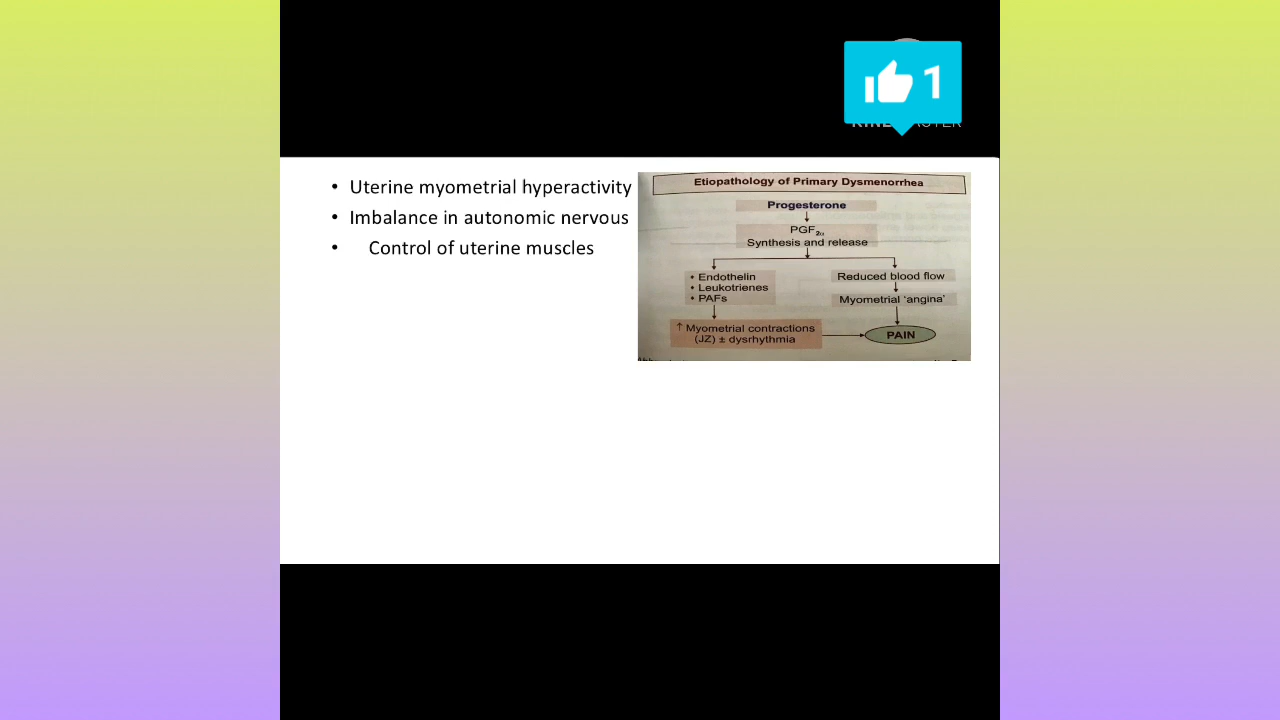 1
• Uterine myometrial hyperactivity
• Imbalance in autonomic nervous
• Control of uterine muscles
Etiopathology of Primary Dysmenorrhea
Progesterone
PGF2α
Synthesis and release
• Endothelin
• Leukotrienes
• PAFs
Reduced blood flow
Myometrial ‘angina’
↑ Myometrial contractions
(JZ) ± dysrhythmia
PAIN